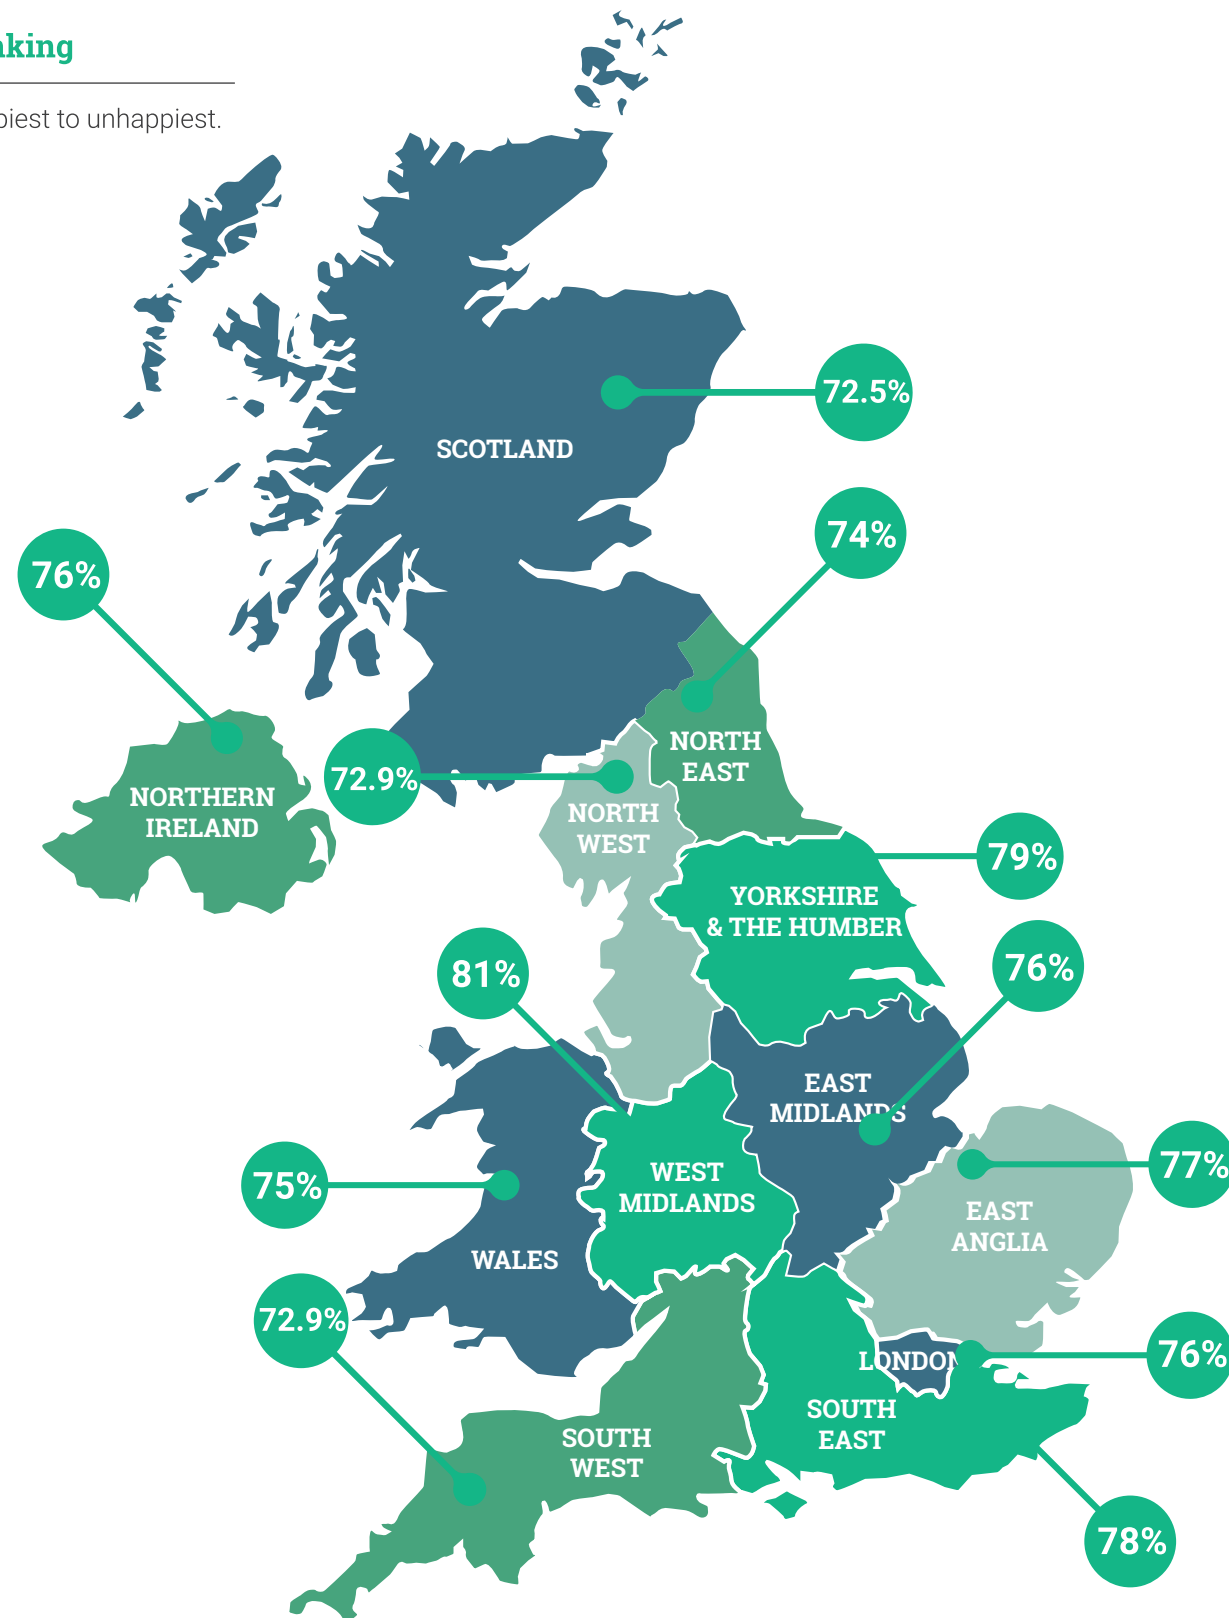 king
piest to unhappiest.
72.5%
SCOTLAND
74%
76%
NORTH
EAST
72.9%
NORTHERN
IRELAND
NORTH
WEST
79%
YORKSHIRE
& THE HUMBER
76%
81%
EAST
MIDLANDS
77%
75%
WEST
MIDLANDS
EAST
ANGLIA
WALES
72.9%
76%
LONDON
SOUTH
EAST
SOUTH
WEST
78%